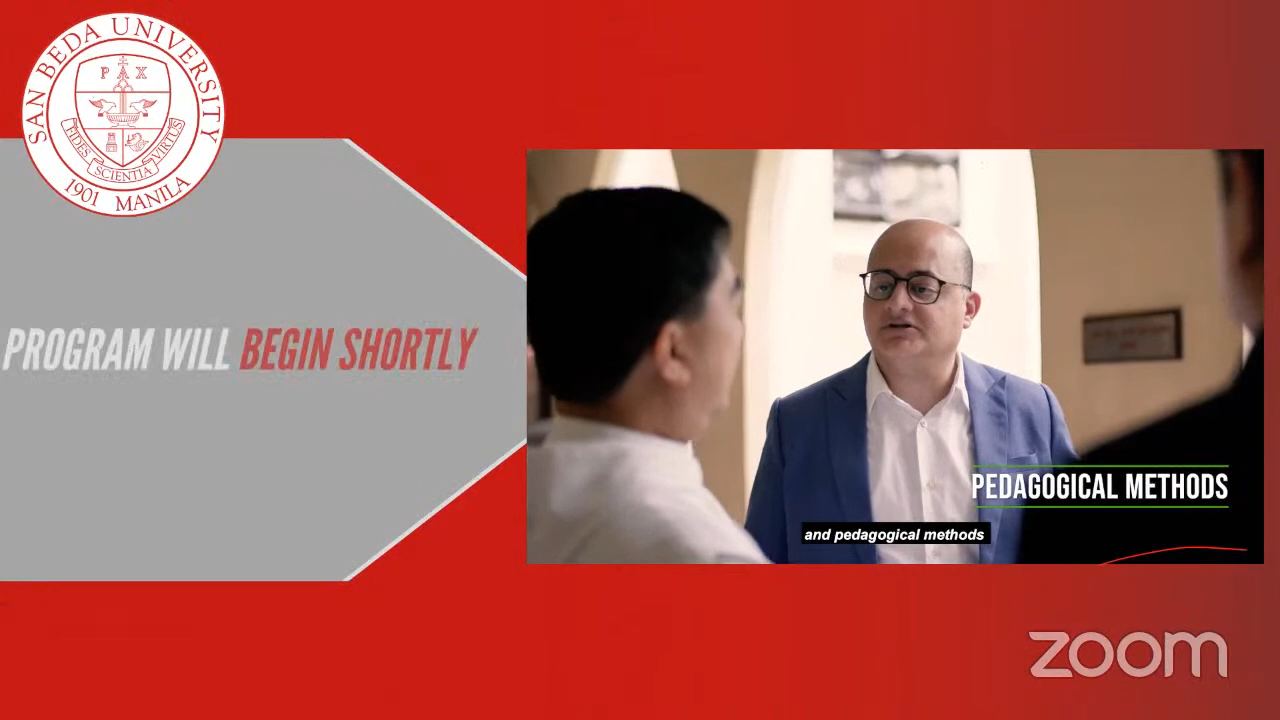 SAN BEDA UNIVERSITY
PAX
FIDES
SCIENTIA
VIRTUS
1901 MANILA
PROGRAM WILL BEGIN SHORTLY
PEDAGOGICAL METHODS
and pedagogical methods
zoom